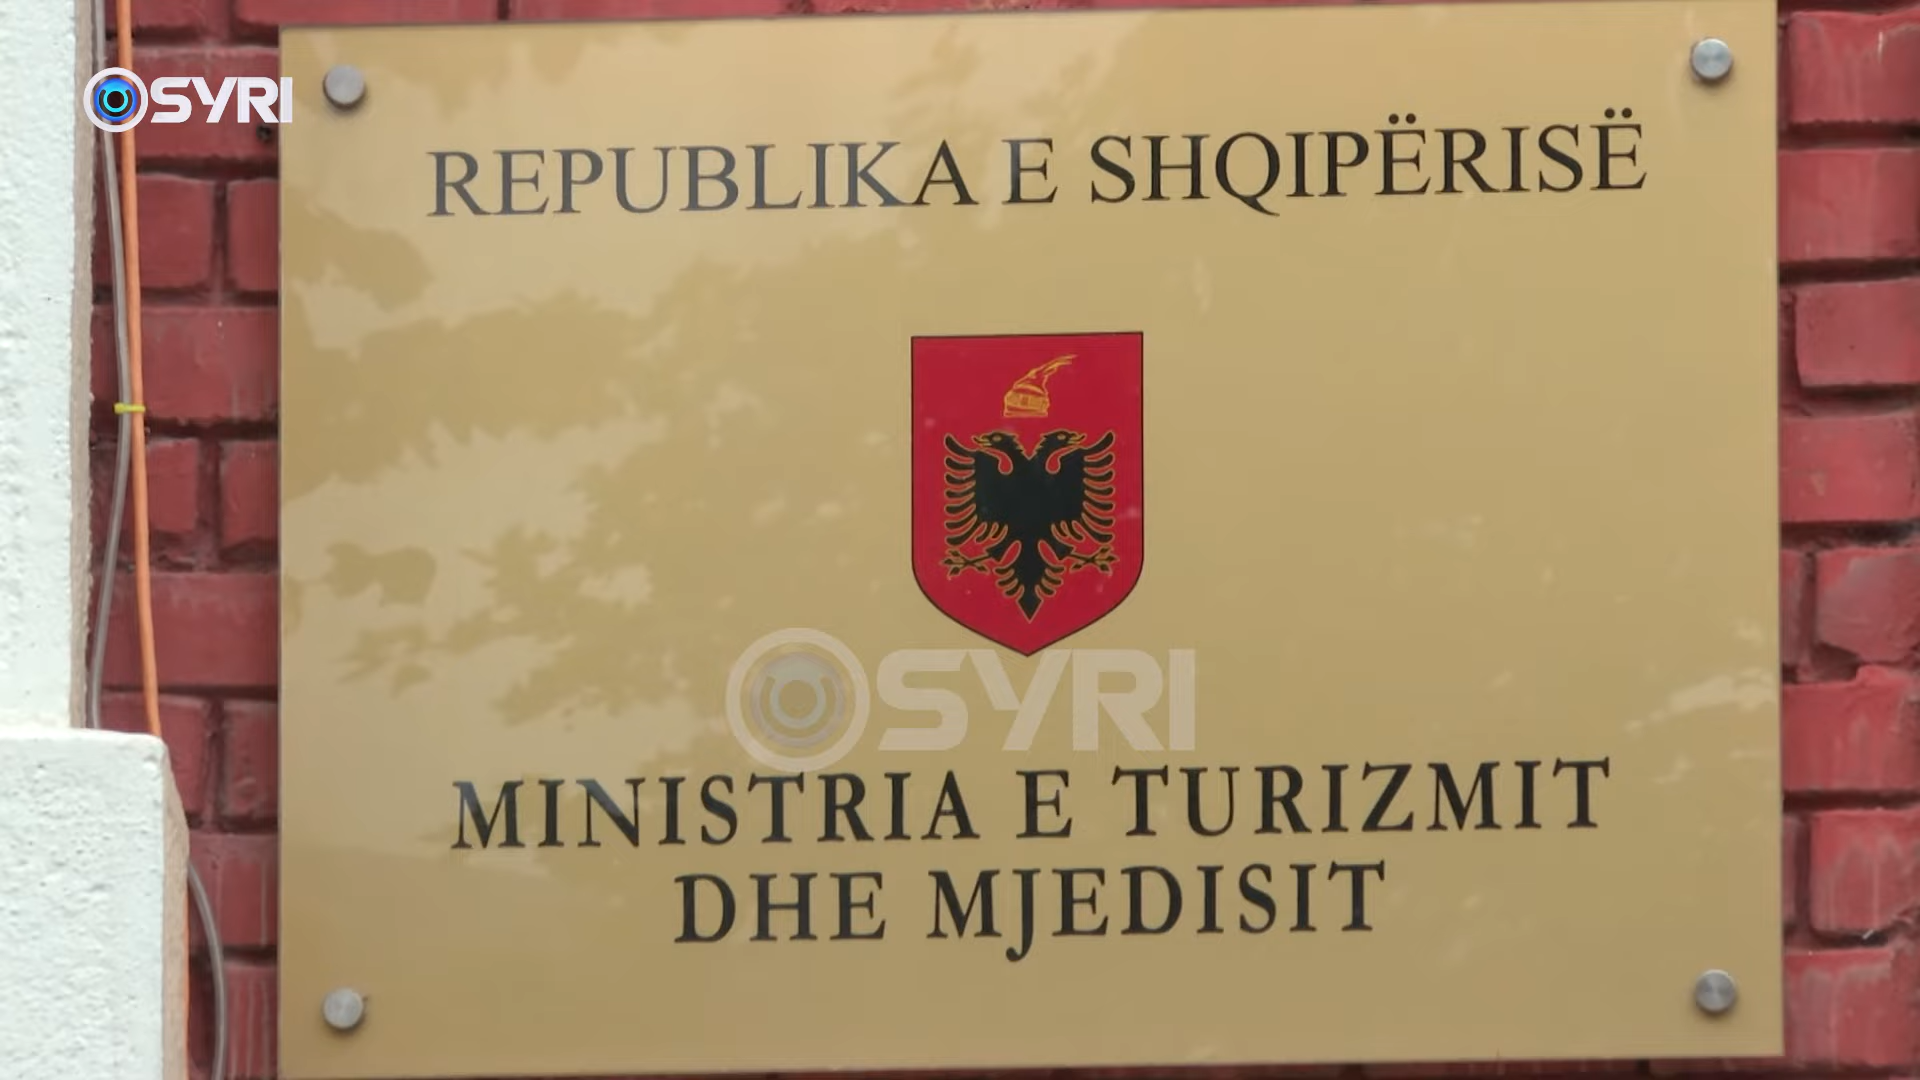 SYRI
REPUBLIKA E SHQIPËRISË
SYRI
MINISTRIA E TURIZMIT
DHE MJEDISIT